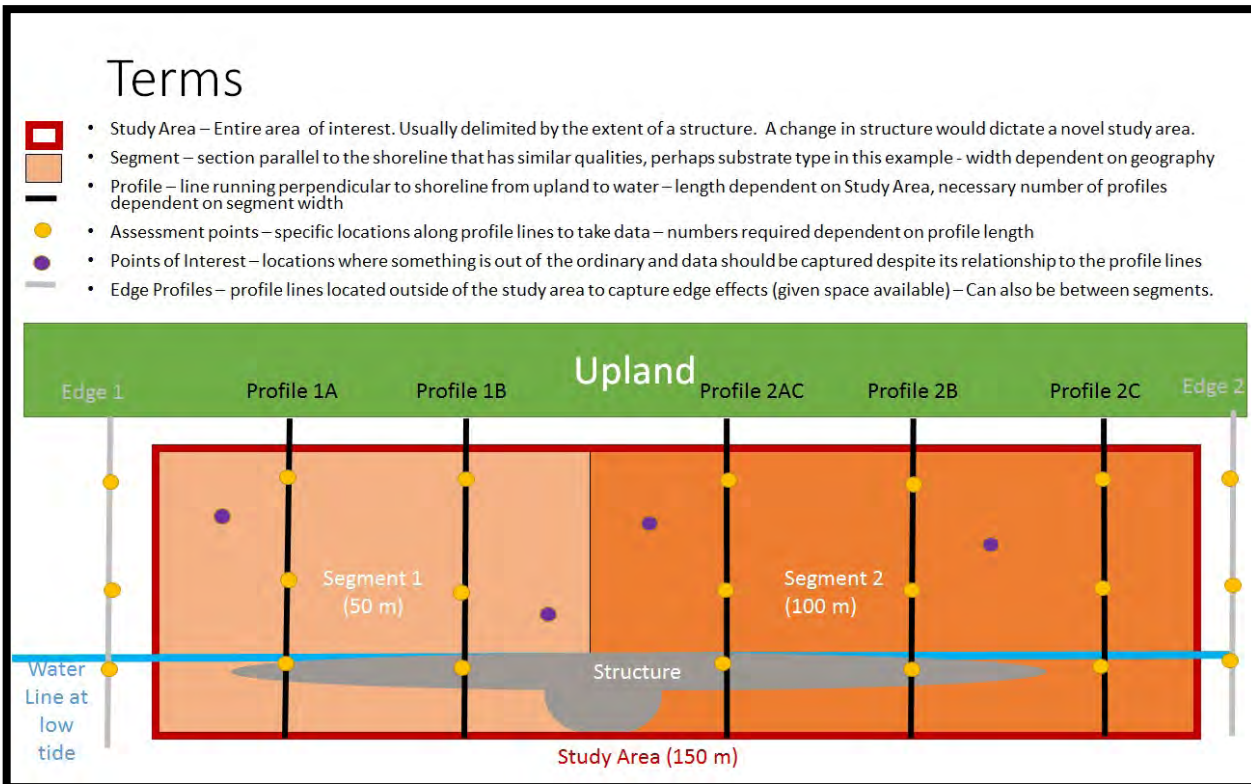 Terms
• Study Area – Entire area of interest. Usually delimited by the extent of a structure. A change in structure would dictate a novel study area.
• Segment – section parallel to the shoreline that has similar qualities, perhaps substrate type in this example - width dependent on geography
• Profile – line running perpendicular to shoreline from upland to water – length dependent on Study Area, necessary number of profiles
dependent on segment width
• Assessment points – specific locations along profile lines to take data – numbers required dependent on profile length
• Points of Interest – locations where something is out of the ordinary and data should be captured despite its relationship to the profile lines
• Edge Profiles – profile lines located outside of the study area to capture edge effects (given space available) – Can also be between segments.
Upland
Edge 1
Profile 1A
Profile 1B
Profile 2AC
Profile 2B
Profile 2C
Edge 2
Segment 1
(50 m)
Segment 2
(100 m)
Structure
Water
Line at
low
tide
Study Area (150 m)